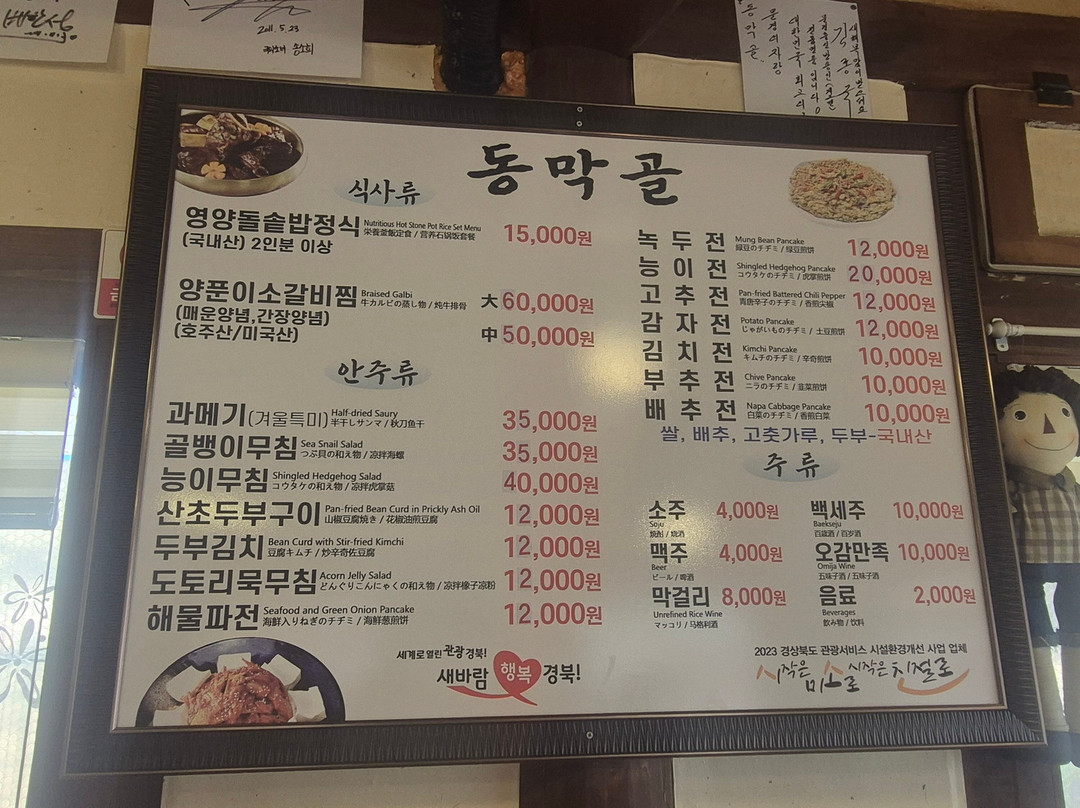 2011. 5. 23
동막골
식사류
영양돌솥밥정식 Nutritious Hot Stone Pot Rice Set Menu 15,000원
栄養釜飯定食 / 营养石锅饭套餐
(국내산) 2인분 이상
양푼이소갈비찜 Braised Galbi 大 60,000원
牛カルビの蒸し物 / 炖牛排骨
(매운양념,간장양념)
(호주산/미국산) 中 50,000원
안주류
과메기(겨울특미) Half-dried Saury 35,000원
半干しサンマ / 秋刀鱼干
골뱅이무침 Sea Snail Salad 35,000원
つぶ貝の和え物 / 凉拌海螺
능이무침 Shingled Hedgehog Salad 40,000원
コウタケの和え物 / 凉拌虎掌菇
산초두부구이 Pan-fried Bean Curd in Prickly Ash Oil 12,000원
山椒豆腐焼き / 花椒油煎豆腐
두부김치 Bean Curd with Stir-fried Kimchi 12,000원
豆腐キムチ / 炒辛奇佐豆腐
도토리묵무침 Acorn Jelly Salad 12,000원
どんぐりこんにゃくの和え物 / 凉拌橡子凉粉
해물파전 Seafood and Green Onion Pancake 12,000원
海鮮入りねぎのチヂミ / 海鲜葱煎饼
세계로 열린 관광경북!
새바람 행복 경북!
녹두전 Mung Bean Pancake 12,000원
緑豆のチヂミ / 绿豆煎饼
능이전 Shingled Hedgehog Pancake 20,000원
コウタケのチヂミ / 虎掌煎饼
고추전 Pan-fried Battered Chili Pepper 12,000원
青唐辛子のチヂミ / 香煎尖椒
감자전 Potato Pancake 12,000원
じゃがいものチヂミ / 土豆煎饼
김치전 Kimchi Pancake 10,000원
キムチのチヂミ / 辛奇煎饼
부추전 Chive Pancake 10,000원
ニラのチヂミ / 韭菜煎饼
배추전 Napa Cabbage Pancake 10,000원
白菜のチヂミ / 香煎白菜
쌀, 배추, 고춧가루, 두부-국내산
주류
소주 4,000원 백세주 10,000원
Soju Baekseju
焼酎 / 烧酒 百歳酒 / 百岁酒
맥주 4,000원 오감만족 10,000원
Beer Omija Wine
ビール / 啤酒 五味子酒 / 五味子酒
막걸리 8,000원 음료 2,000원
Unrefined Rice Wine Beverages
マッコリ / 马格利酒 飲み物 / 饮料
2023 경상북도 관광서비스 시설환경개선 사업 업체
시작은 미소로 시작은 친절로